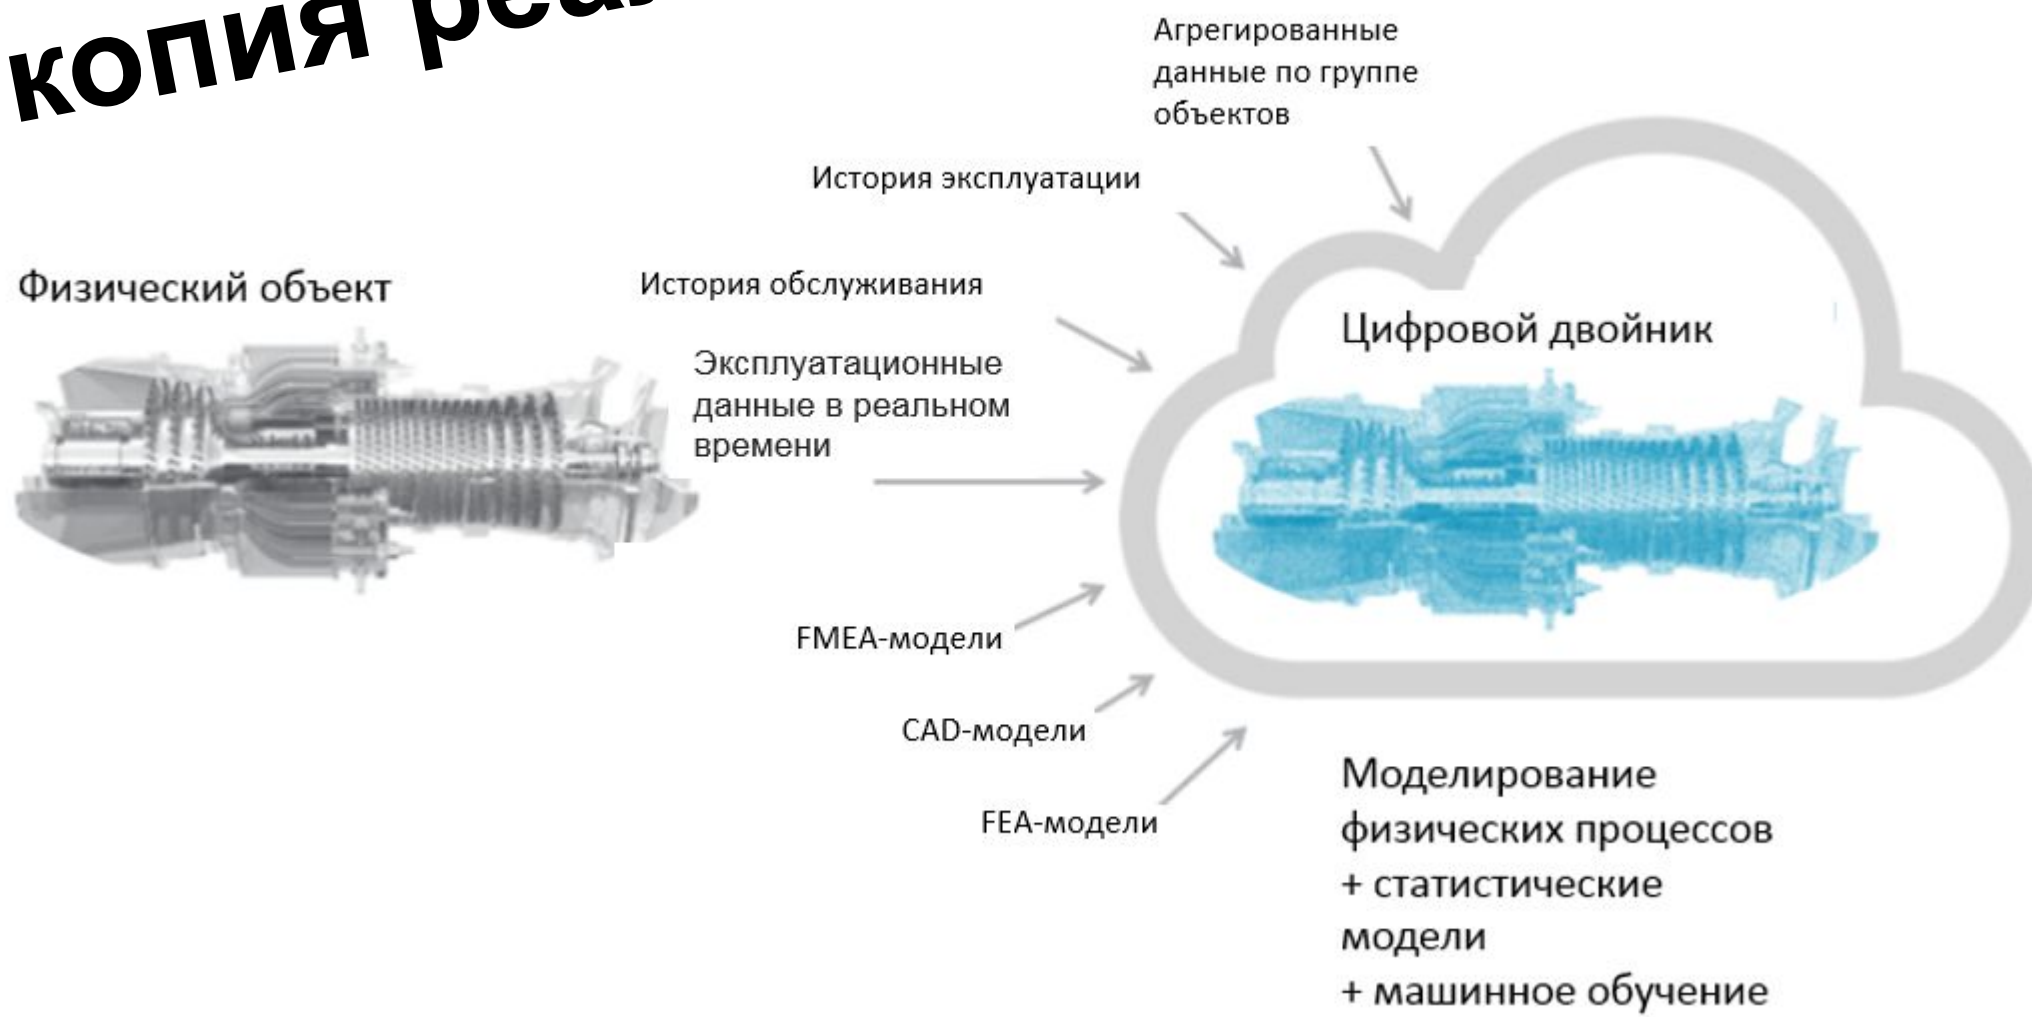 копия
Агрегированные
данные по группе
объектов
История эксплуатации
Физический объект
История обслуживания
Цифровой двойник
Эксплуатационные
данные в реальном
времени
FMEA-модели
CAD-модели
FEA-модели
Моделирование
физических процессов
+ статистические
модели
+ машинное обучение